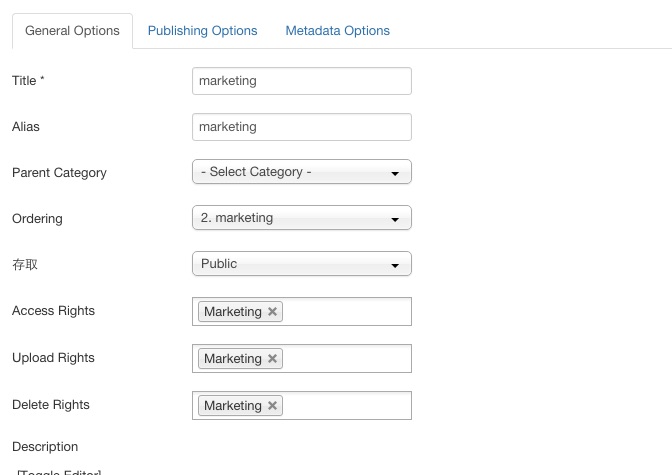 General Options Publishing Options Metadata Options
Title * marketing
Alias marketing
Parent Category - Select Category -
Ordering 2. marketing
存取 Public
Access Rights Marketing
Upload Rights Marketing
Delete Rights Marketing
Description
[Toggle Editor]